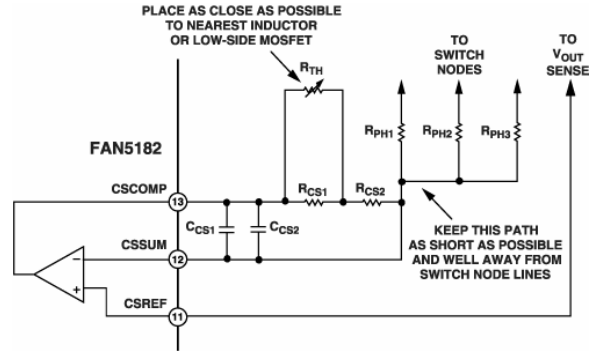 PLACE AS CLOSE AS POSSIBLE
TO NEAREST INDUCTOR
OR LOW-SIDE MOSFET
TO
SWITCH
NODES
TO
VOUT
SENSE
RTH
RPH1
RPH2
RPH3
FAN5182
CSCOMP
13
RCS1
RCS2
CCS1
CCS2
KEEP THIS PATH
AS SHORT AS POSSIBLE
AND WELL AWAY FROM
SWITCH NODE LINES
CSSUM
12
–
+
CSREF
11